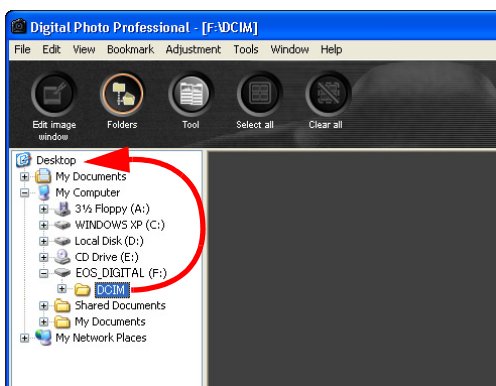 Digital Photo Professional - [F:\DCIM]
File Edit View Bookmark Adjustment Tools Window Help
Edit image window Folders Tool Select all Clear all
Desktop
My Documents
My Computer
3½ Floppy (A:)
WINDOWS XP (C:)
Local Disk (D:)
CD Drive (E:)
EOS_DIGITAL (F:)
DCIM
Shared Documents
My Documents
My Network Places